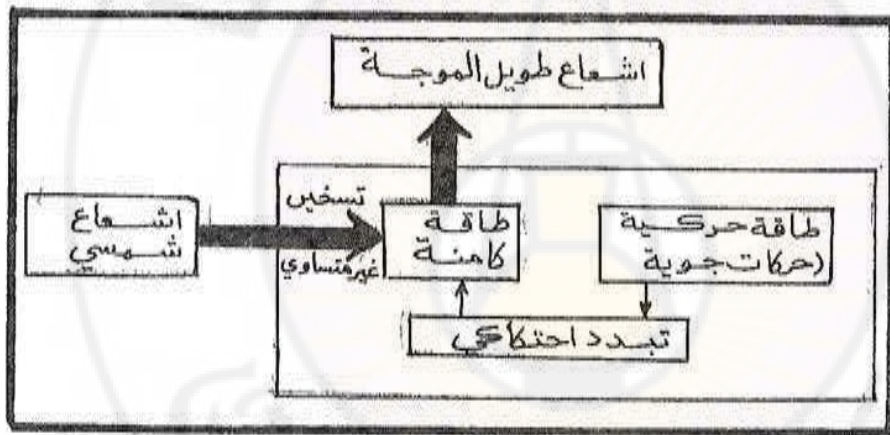 اشعاع طويل الموجة
اشعاع
شمسي
تسخين
غير متساوي
طاقة
كامنة
طاقة حركية
(حركات جوية)
تبدد احتكاكي